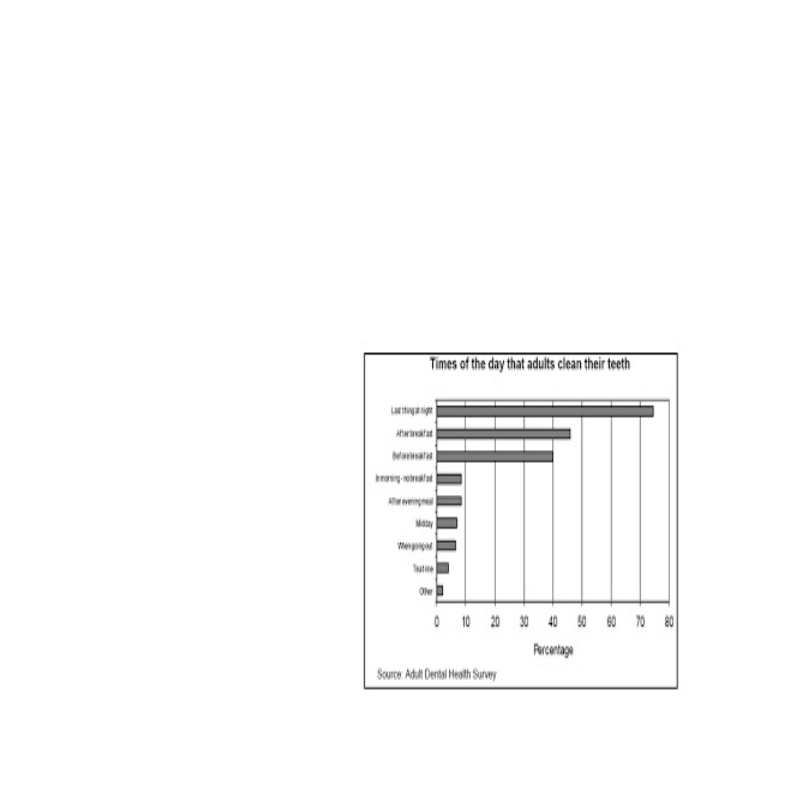 Times of the day that adults clean their teeth
Last thing at night
After breakfast
Before breakfast
In morning - no breakfast
After evening meal
Midday
When going out
Tea time
Other
0 10 20 30 40 50 60 70 80
Percentage
Source: Adult Dental Health Survey